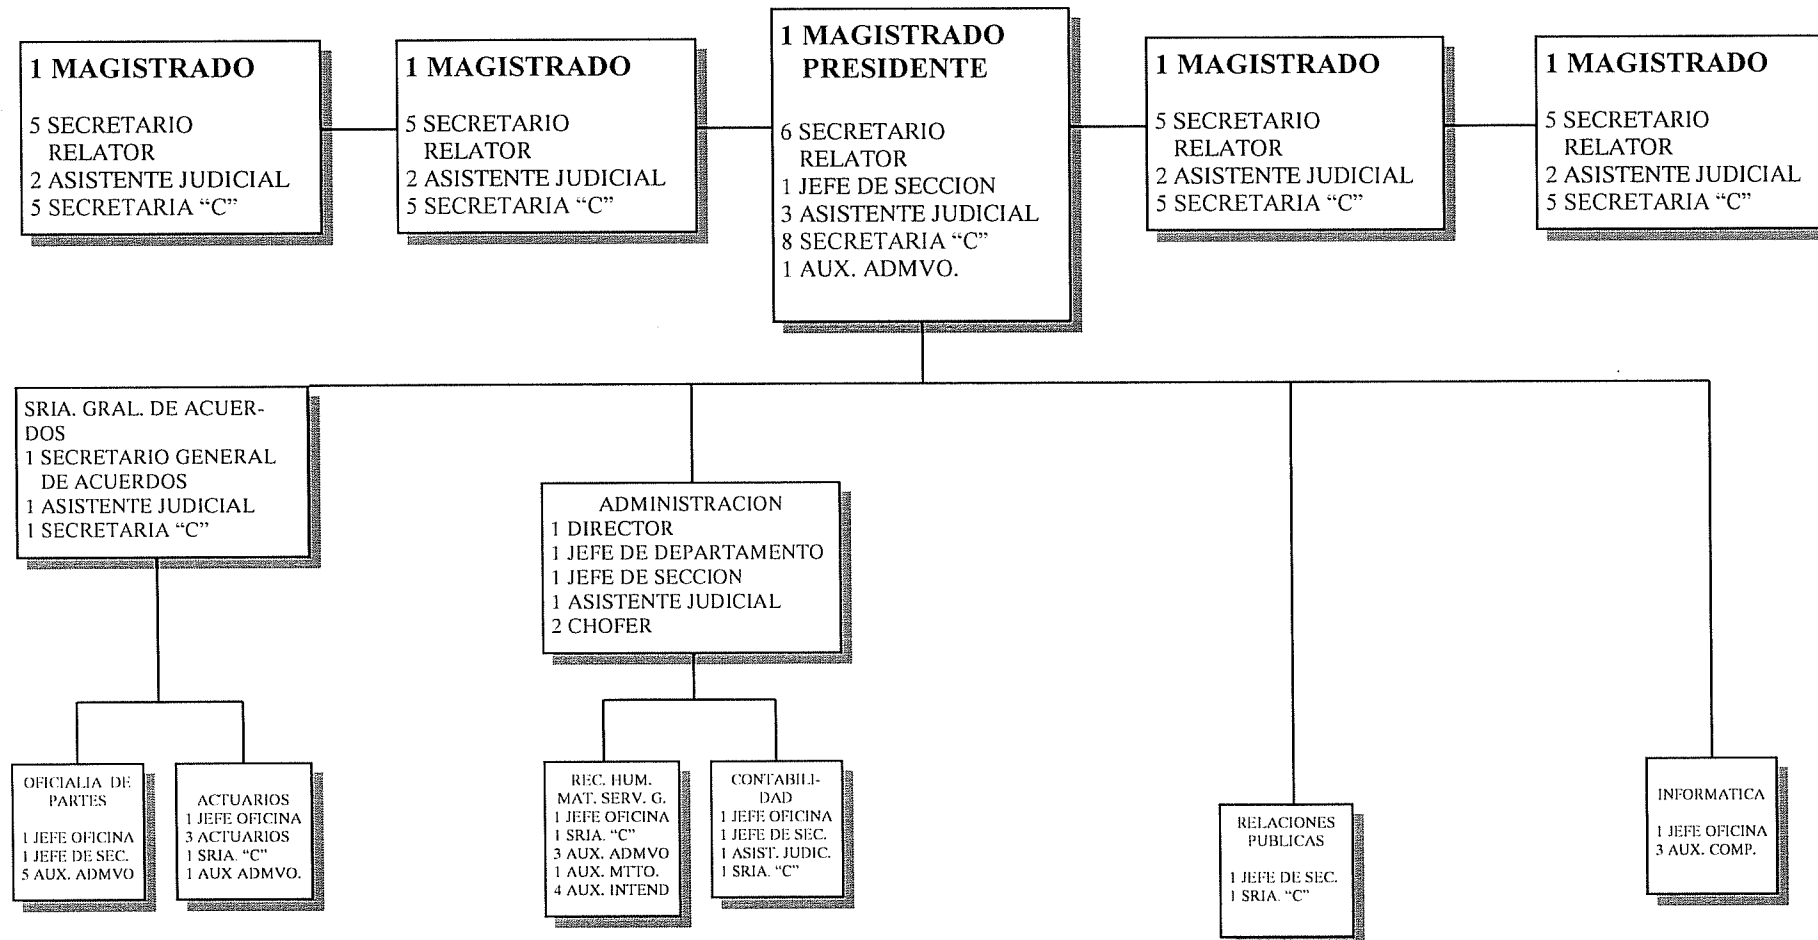 1 MAGISTRADO
5 SECRETARIO
RELATOR
2 ASISTENTE JUDICIAL
5 SECRETARIA “C”
1 MAGISTRADO
5 SECRETARIO
RELATOR
2 ASISTENTE JUDICIAL
5 SECRETARIA “C”
1 MAGISTRADO
PRESIDENTE
6 SECRETARIO
RELATOR
1 JEFE DE SECCION
3 ASISTENTE JUDICIAL
8 SECRETARIA “C”
1 AUX. ADMVO.
1 MAGISTRADO
5 SECRETARIO
RELATOR
2 ASISTENTE JUDICIAL
5 SECRETARIA “C”
1 MAGISTRADO
5 SECRETARIO
RELATOR
2 ASISTENTE JUDICIAL
5 SECRETARIA “C”
SRIA. GRAL. DE ACUER-
DOS
1 SECRETARIO GENERAL
DE ACUERDOS
1 ASISTENTE JUDICIAL
1 SECRETARIA “C”
ADMINISTRACION
1 DIRECTOR
1 JEFE DE DEPARTAMENTO
1 JEFE DE SECCION
1 ASISTENTE JUDICIAL
2 CHOFER
OFICIALIA DE
PARTES
1 JEFE OFICINA
1 JEFE DE SEC.
5 AUX. ADMVO
ACTUARIOS
1 JEFE OFICINA
3 ACTUARIOS
1 SRIA. “C”
1 AUX ADMVO.
REC. HUM.
MAT. SERV. G.
1 JEFE OFICINA
1 SRIA. “C”
3 AUX. ADMVO
1 AUX. MTTO.
4 AUX. INTEND
CONTABILI-
DAD
1 JEFE OFICINA
1 JEFE DE SEC.
1 ASIST. JUDIC.
1 SRIA. “C”
RELACIONES
PUBLICAS
1 JEFE DE SEC.
1 SRIA. “C”
INFORMATICA
1 JEFE OFICINA
3 AUX. COMP.